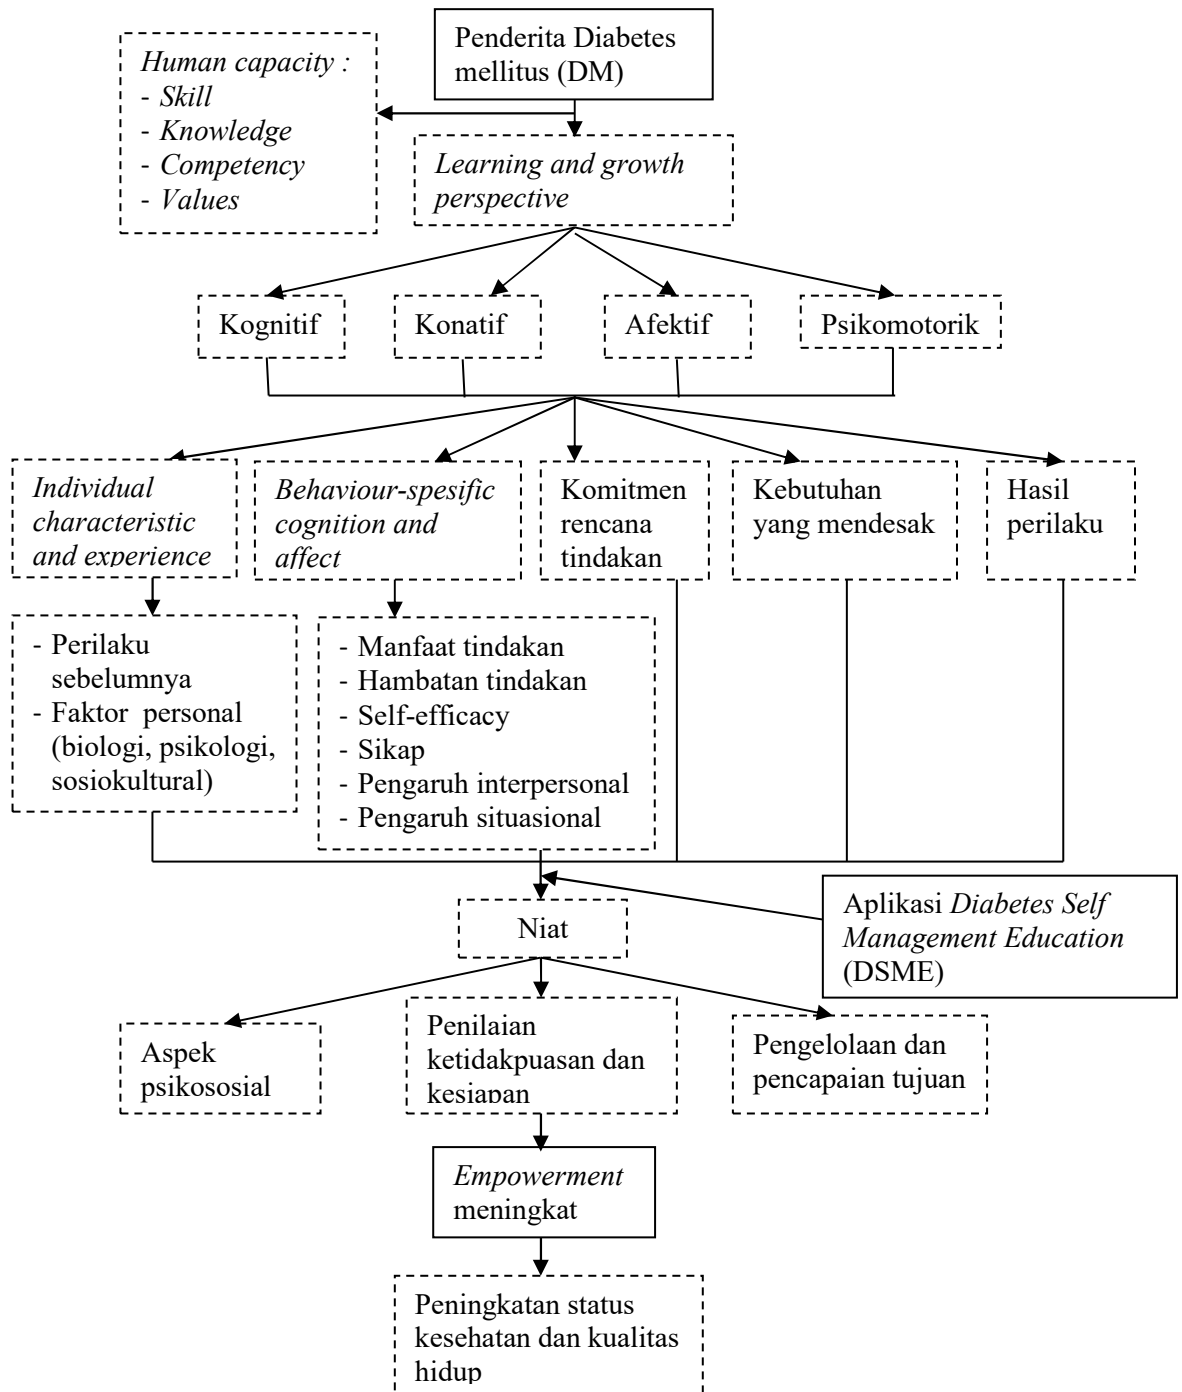 Penderita Diabetes
mellitus (DM)
Human capacity :
- Skill
- Knowledge
- Competency
- Values
Learning and growth
perspective
Kognitif
Konatif
Afektif
Psikomotorik
Individual
characteristic
and experience
Behaviour-spesific
cognition and
affect
Komitmen
rencana
tindakan
Kebutuhan
yang mendesak
Hasil
perilaku
- Perilaku
sebelumnya
- Faktor personal
(biologi, psikologi,
sosiokultural)
- Manfaat tindakan
- Hambatan tindakan
- Self-efficacy
- Sikap
- Pengaruh interpersonal
- Pengaruh situasional
Niat
Aplikasi Diabetes Self
Management Education
(DSME)
Aspek
psikososial
Penilaian
ketidakpuasan dan
kesiapan
Pengelolaan dan
pencapaian tujuan
Empowerment
meningkat
Peningkatan status
kesehatan dan kualitas
hidup